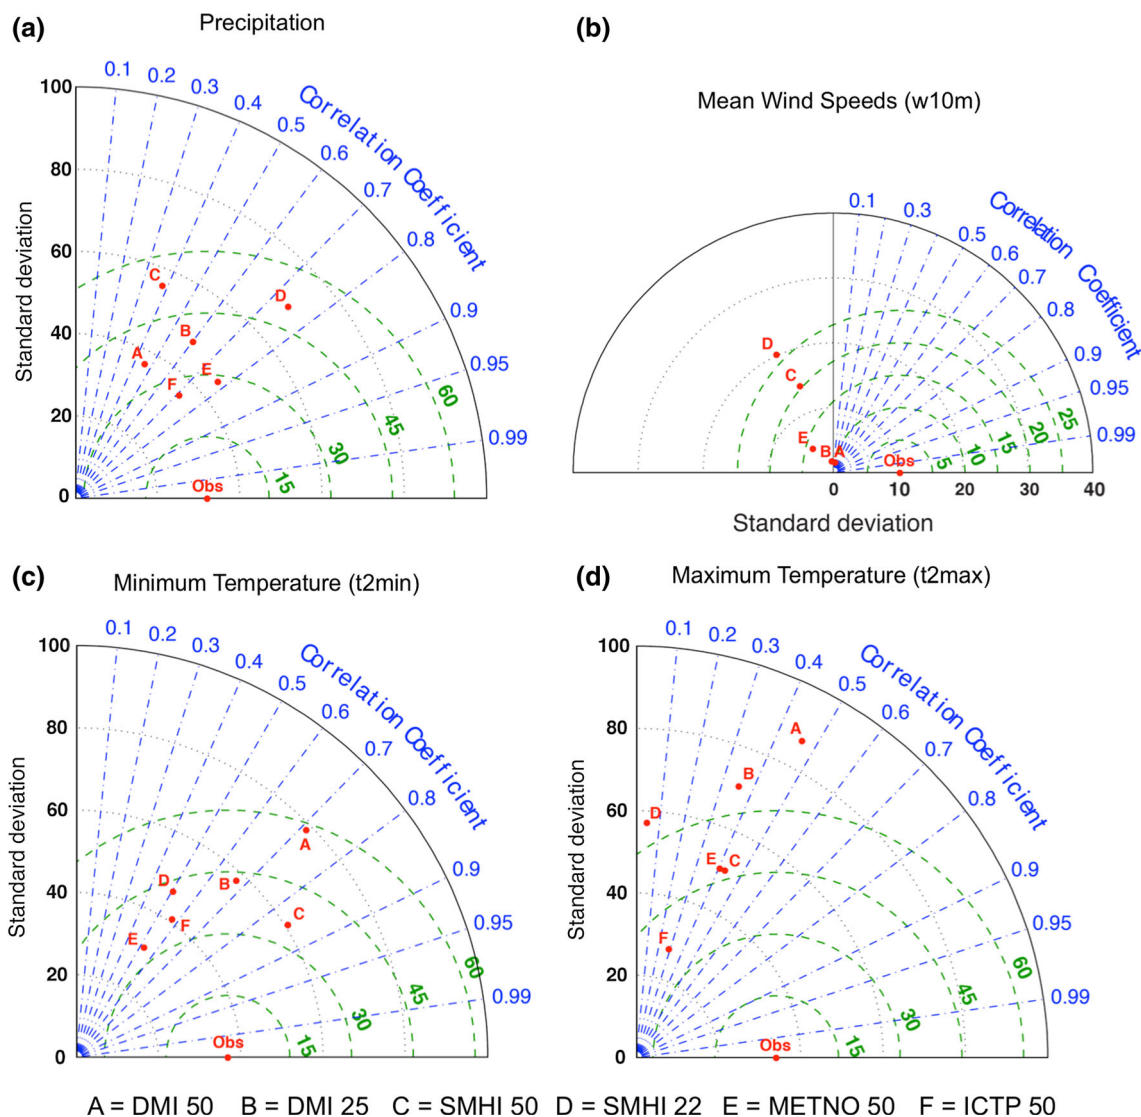 (a)
Precipitation
Correlation Coefficient
0.1 0.2 0.3 0.4 0.5 0.6 0.7 0.8 0.9 0.95 0.99
Standard deviation
100
80
60
40
20
0
C
D
B
A
E
F
Obs
15 30 45 60
(b)
Mean Wind Speeds (w10m)
Correlation Coefficient
0.1 0.3 0.5 0.6 0.7 0.8 0.9 0.95 0.99
D
C
E
B A
Obs
5 10 15 20 25
0 10 20 30 40
Standard deviation
(c)
Minimum Temperature (t2min)
Correlation Coefficient
0.1 0.2 0.3 0.4 0.5 0.6 0.7 0.8 0.9 0.95 0.99
Standard deviation
100
80
60
40
20
0
A
D
B
F
C
E
Obs
15 30 45 60
(d)
Maximum Temperature (t2max)
Correlation Coefficient
0.1 0.2 0.3 0.4 0.5 0.6 0.7 0.8 0.9 0.95 0.99
Standard deviation
100
80
60
40
20
0
A
B
D
E C
F
Obs
15 30 45 60
A = DMI 50 B = DMI 25 C = SMHI 50 D = SMHI 22 E = METNO 50 F = ICTP 50